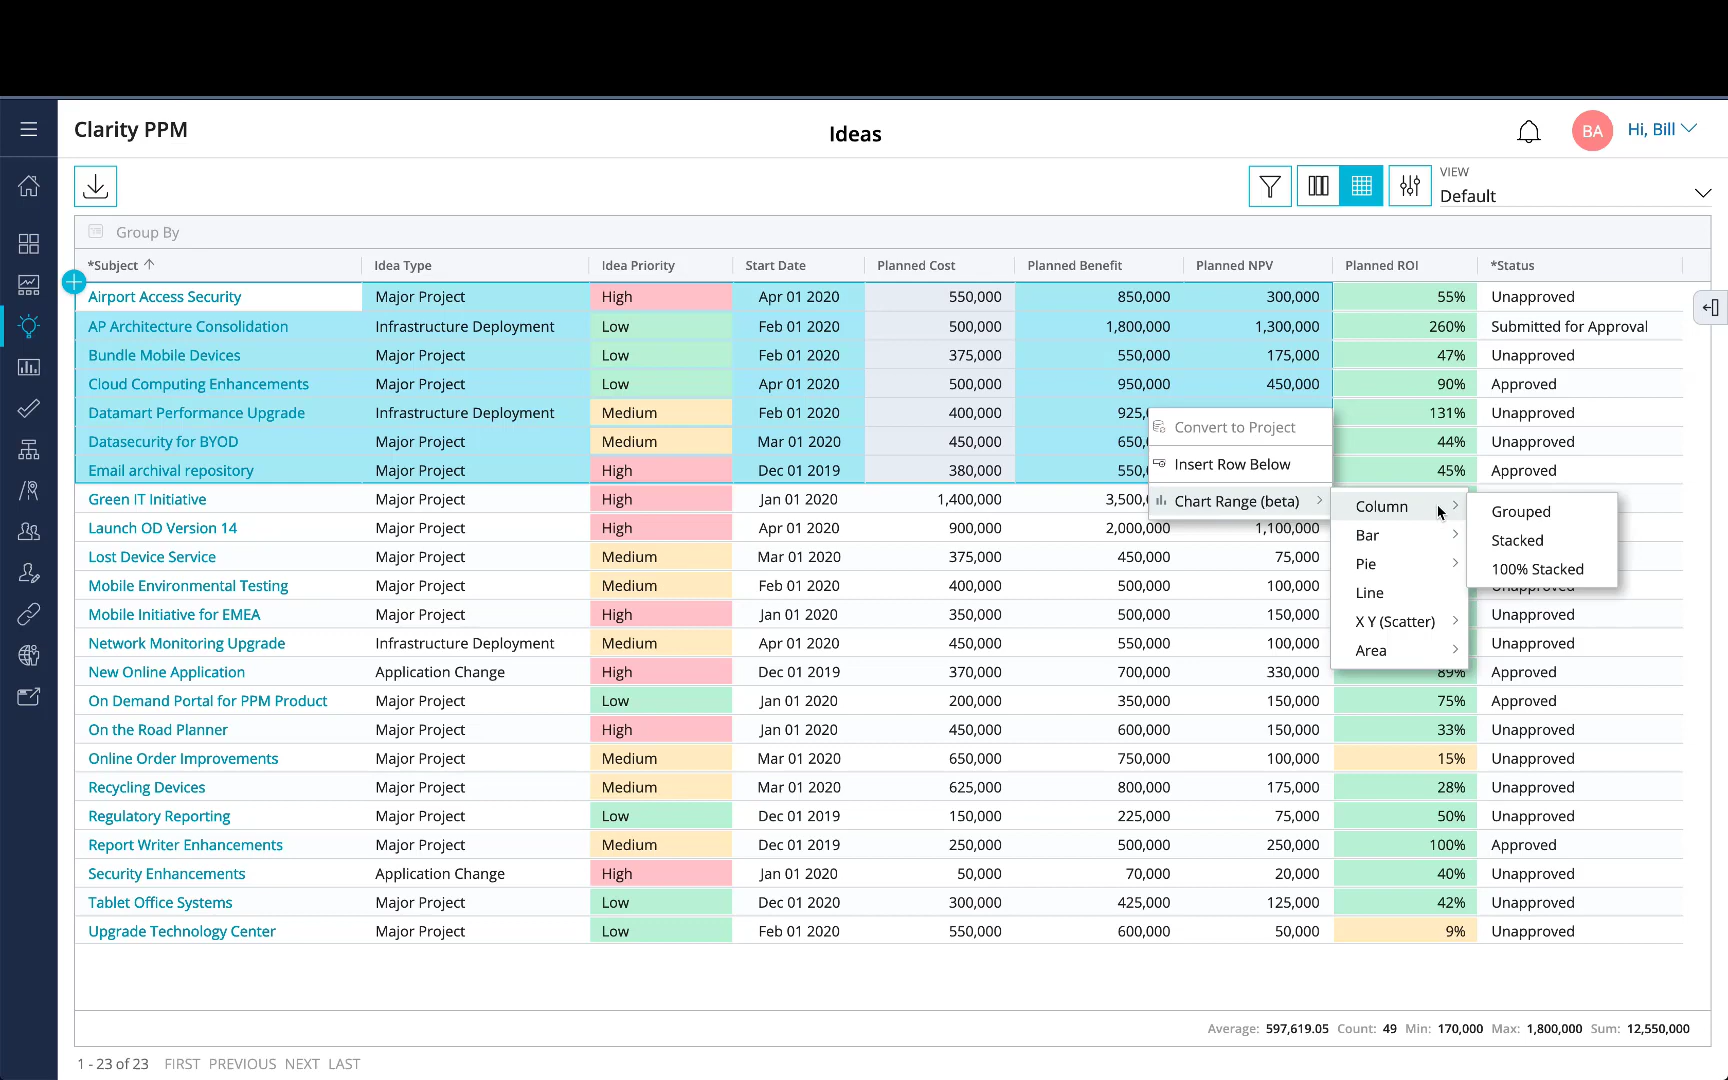 Clarity PPM
Ideas
BA Hi, Bill
VIEW
Default
Group By
*Subject Idea Type Idea Priority Start Date Planned Cost Planned Benefit Planned NPV Planned ROI *Status
Airport Access Security Major Project High Apr 01 2020 550,000 850,000 300,000 55% Unapproved
AP Architecture Consolidation Infrastructure Deployment Low Feb 01 2020 500,000 1,800,000 1,300,000 260% Submitted for Approval
Bundle Mobile Devices Major Project Low Feb 01 2020 375,000 550,000 175,000 47% Unapproved
Cloud Computing Enhancements Major Project Low Apr 01 2020 500,000 950,000 450,000 90% Approved
Datamart Performance Upgrade Infrastructure Deployment Medium Feb 01 2020 400,000 925, 131% Unapproved
Convert to Project
Datasecurity for BYOD Major Project Medium Mar 01 2020 450,000 650, 44% Unapproved
Insert Row Below
Email archival repository Major Project High Dec 01 2019 380,000 550, 45% Approved
Green IT Initiative Major Project High Jan 01 2020 1,400,000 3,500,
Chart Range (beta) Column Grouped
Launch OD Version 14 Major Project High Apr 01 2020 900,000 2,000,000 1,100,000
Bar Stacked
Lost Device Service Major Project Medium Mar 01 2020 375,000 450,000 75,000
Pie 100% Stacked
Mobile Environmental Testing Major Project Medium Feb 01 2020 400,000 500,000 100,000 Unapproved
Line
Mobile Initiative for EMEA Major Project High Jan 01 2020 350,000 500,000 150,000 Unapproved
X Y (Scatter)
Network Monitoring Upgrade Infrastructure Deployment Medium Apr 01 2020 450,000 550,000 100,000 Unapproved
Area
New Online Application Application Change High Dec 01 2019 370,000 700,000 330,000 89% Approved
On Demand Portal for PPM Product Major Project Low Jan 01 2020 200,000 350,000 150,000 75% Approved
On the Road Planner Major Project High Jan 01 2020 450,000 600,000 150,000 33% Unapproved
Online Order Improvements Major Project Medium Mar 01 2020 650,000 750,000 100,000 15% Unapproved
Recycling Devices Major Project Medium Mar 01 2020 625,000 800,000 175,000 28% Unapproved
Regulatory Reporting Major Project Low Dec 01 2019 150,000 225,000 75,000 50% Unapproved
Report Writer Enhancements Major Project Medium Dec 01 2019 250,000 500,000 250,000 100% Approved
Security Enhancements Application Change High Jan 01 2020 50,000 70,000 20,000 40% Unapproved
Tablet Office Systems Major Project Low Dec 01 2019 300,000 425,000 125,000 42% Unapproved
Upgrade Technology Center Major Project Low Feb 01 2020 550,000 600,000 50,000 9% Unapproved
Average: 597,619.05 Count: 49 Min: 170,000 Max: 1,800,000 Sum: 12,550,000
1 - 23 of 23 FIRST PREVIOUS NEXT LAST